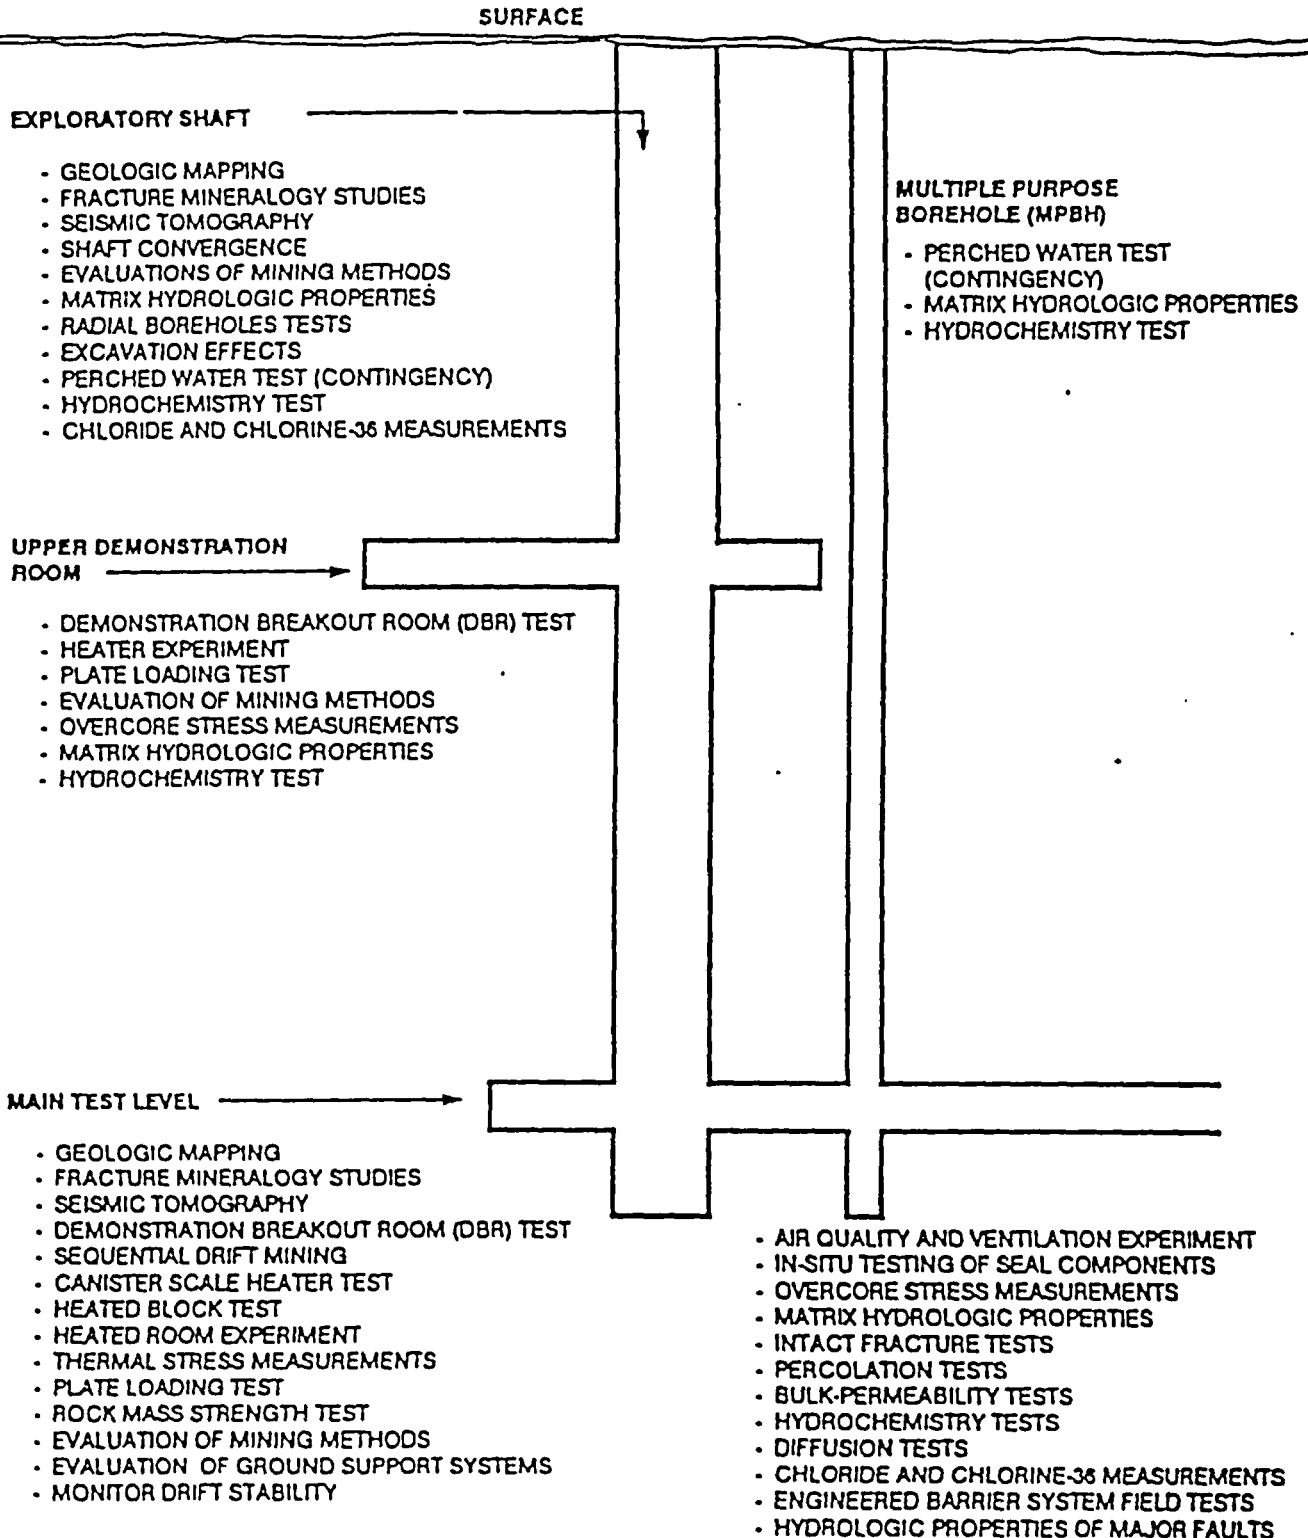 SURFACE
EXPLORATORY SHAFT
- GEOLOGIC MAPPING
- FRACTURE MINERALOGY STUDIES
- SEISMIC TOMOGRAPHY
- SHAFT CONVERGENCE
- EVALUATIONS OF MINING METHODS
- MATRIX HYDROLOGIC PROPERTIES
- RADIAL BOREHOLES TESTS
- EXCAVATION EFFECTS
- PERCHED WATER TEST (CONTINGENCY)
- HYDROCHEMISTRY TEST
- CHLORIDE AND CHLORINE-36 MEASUREMENTS
MULTIPLE PURPOSE
BOREHOLE (MPBH)
- PERCHED WATER TEST
(CONTINGENCY)
- MATRIX HYDROLOGIC PROPERTIES
- HYDROCHEMISTRY TEST
UPPER DEMONSTRATION
ROOM
- DEMONSTRATION BREAKOUT ROOM (DBR) TEST
- HEATER EXPERIMENT
- PLATE LOADING TEST
- EVALUATION OF MINING METHODS
- OVERCORE STRESS MEASUREMENTS
- MATRIX HYDROLOGIC PROPERTIES
- HYDROCHEMISTRY TEST
MAIN TEST LEVEL
- GEOLOGIC MAPPING
- FRACTURE MINERALOGY STUDIES
- SEISMIC TOMOGRAPHY
- DEMONSTRATION BREAKOUT ROOM (DBR) TEST
- SEQUENTIAL DRIFT MINING
- CANISTER SCALE HEATER TEST
- HEATED BLOCK TEST
- HEATED ROOM EXPERIMENT
- THERMAL STRESS MEASUREMENTS
- PLATE LOADING TEST
- ROCK MASS STRENGTH TEST
- EVALUATION OF MINING METHODS
- EVALUATION OF GROUND SUPPORT SYSTEMS
- MONITOR DRIFT STABILITY
- AIR QUALITY AND VENTILATION EXPERIMENT
- IN-SITU TESTING OF SEAL COMPONENTS
- OVERCORE STRESS MEASUREMENTS
- MATRIX HYDROLOGIC PROPERTIES
- INTACT FRACTURE TESTS
- PERCOLATION TESTS
- BULK-PERMEABILITY TESTS
- HYDROCHEMISTRY TESTS
- DIFFUSION TESTS
- CHLORIDE AND CHLORINE-36 MEASUREMENTS
- ENGINEERED BARRIER SYSTEM FIELD TESTS
- HYDROLOGIC PROPERTIES OF MAJOR FAULTS